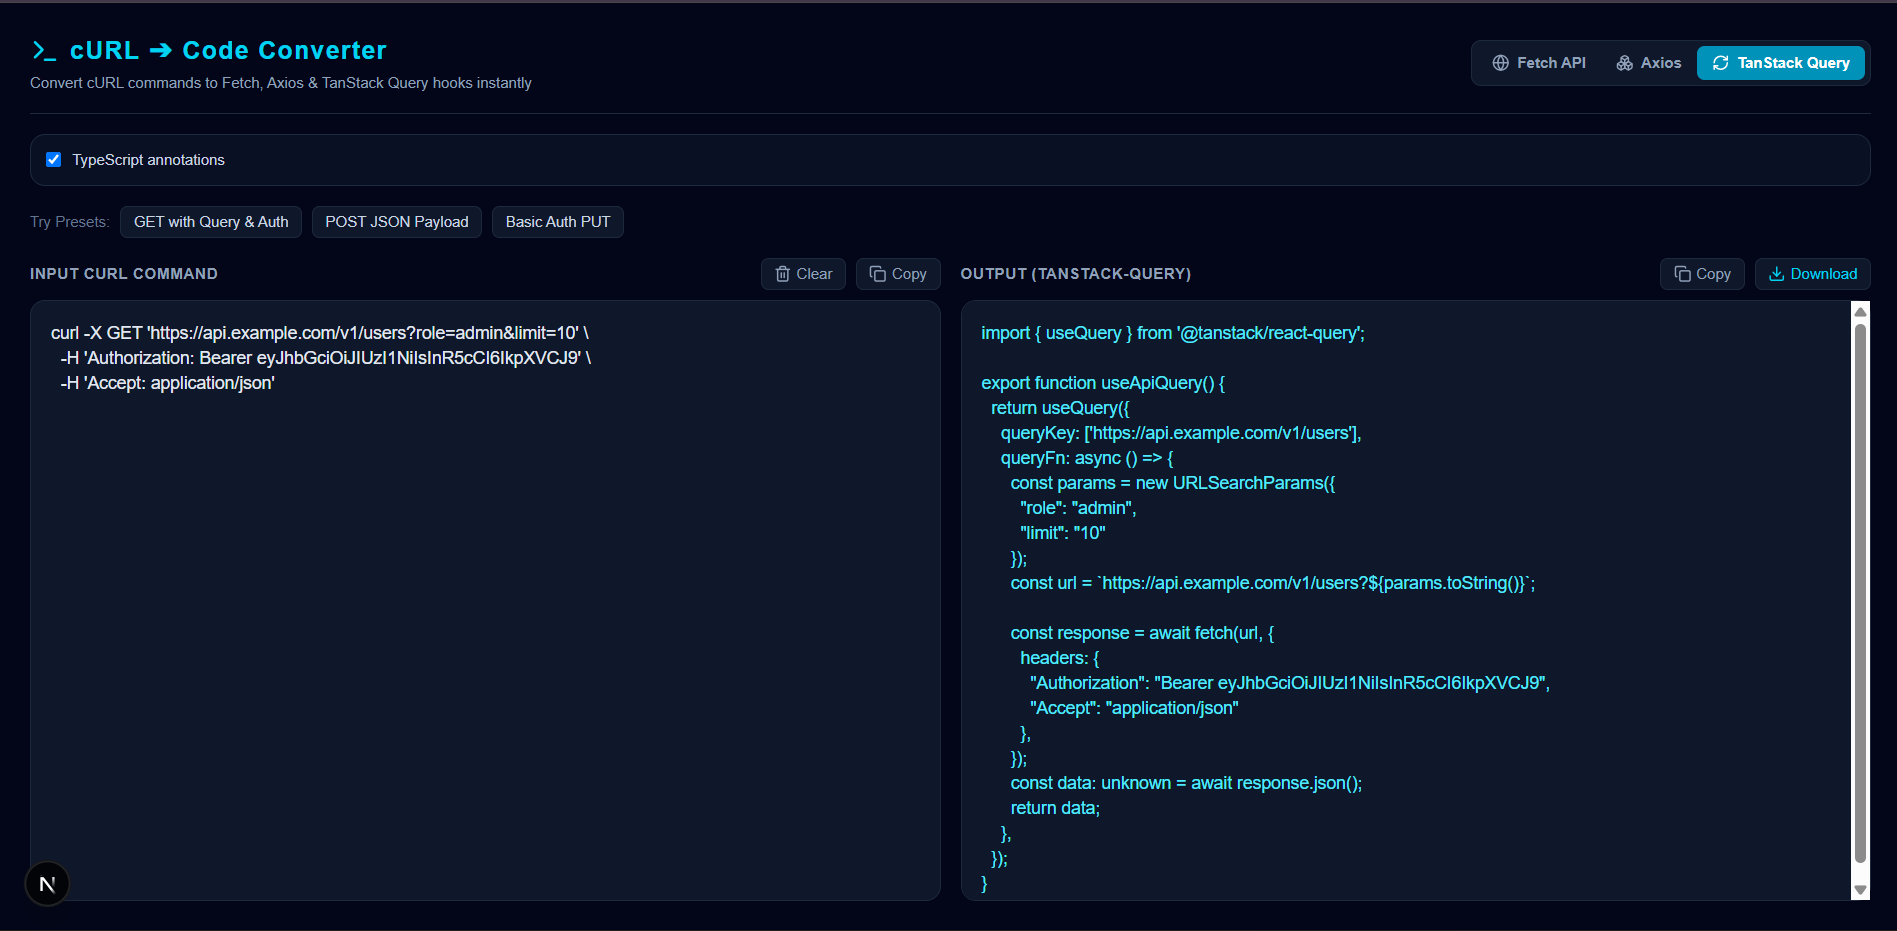 cURL ➔ Code Converter
Convert cURL commands to Fetch, Axios & TanStack Query hooks instantly
Fetch API
Axios
TanStack Query
TypeScript annotations
Try Presets:
GET with Query & Auth
POST JSON Payload
Basic Auth PUT
INPUT CURL COMMAND
Clear
Copy
curl -X GET 'https://api.example.com/v1/users?role=admin&limit=10' \
-H 'Authorization: Bearer eyJhbGciOiJIUzI1NiIsInR5cCI6IkpXVCJ9' \
-H 'Accept: application/json'
OUTPUT (TANSTACK-QUERY)
Copy
Download
import { useQuery } from '@tanstack/react-query';
export function useApiQuery() {
return useQuery({
queryKey: ['https://api.example.com/v1/users'],
queryFn: async () => {
const params = new URLSearchParams({
"role": "admin",
"limit": "10"
});
const url = `https://api.example.com/v1/users?${params.toString()}`;
const response = await fetch(url, {
headers: {
"Authorization": "Bearer eyJhbGciOiJIUzI1NiIsInR5cCI6IkpXVCJ9",
"Accept": "application/json"
},
});
const data: unknown = await response.json();
return data;
},
});
}
N